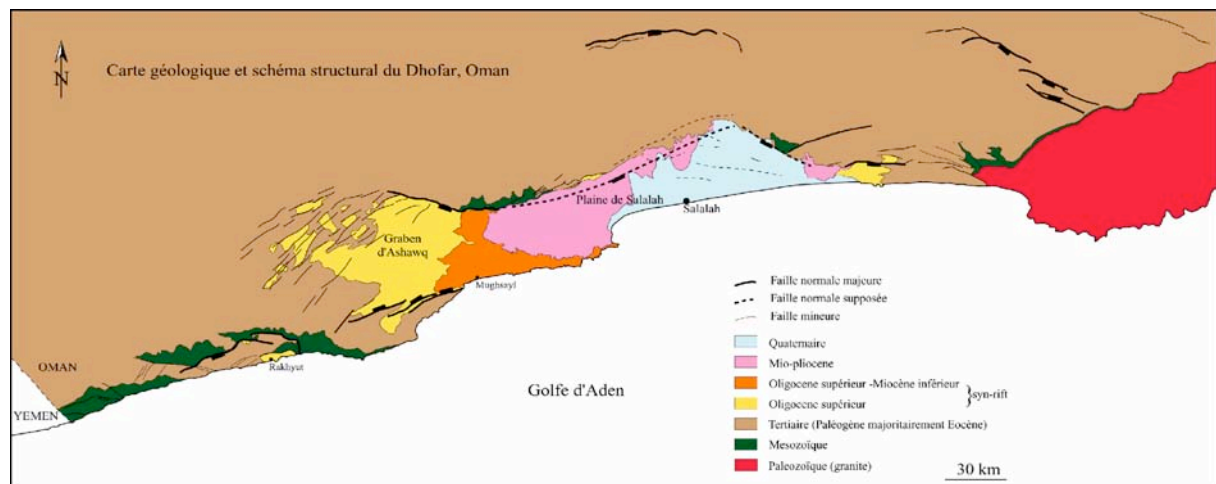 N
Carte géologique et schéma structural du Dhofar, Oman
Plaine de Salalah
Salalah
Graben
d'Ashawq
Mughsayl
Rakhyut
OMAN
YEMEN
Golfe d'Aden
Faille normale majeure
Faille normale supposée
Faille mineure
Quaternaire
Mio-pliocene
Oligocene supérieur -Miocène inférieur
Oligocene supérieur
}syn-rift
Tertiaire (Paléogène majoritairement Eocène)
Mesozoïque
Paleozoïque (granite)
30 km